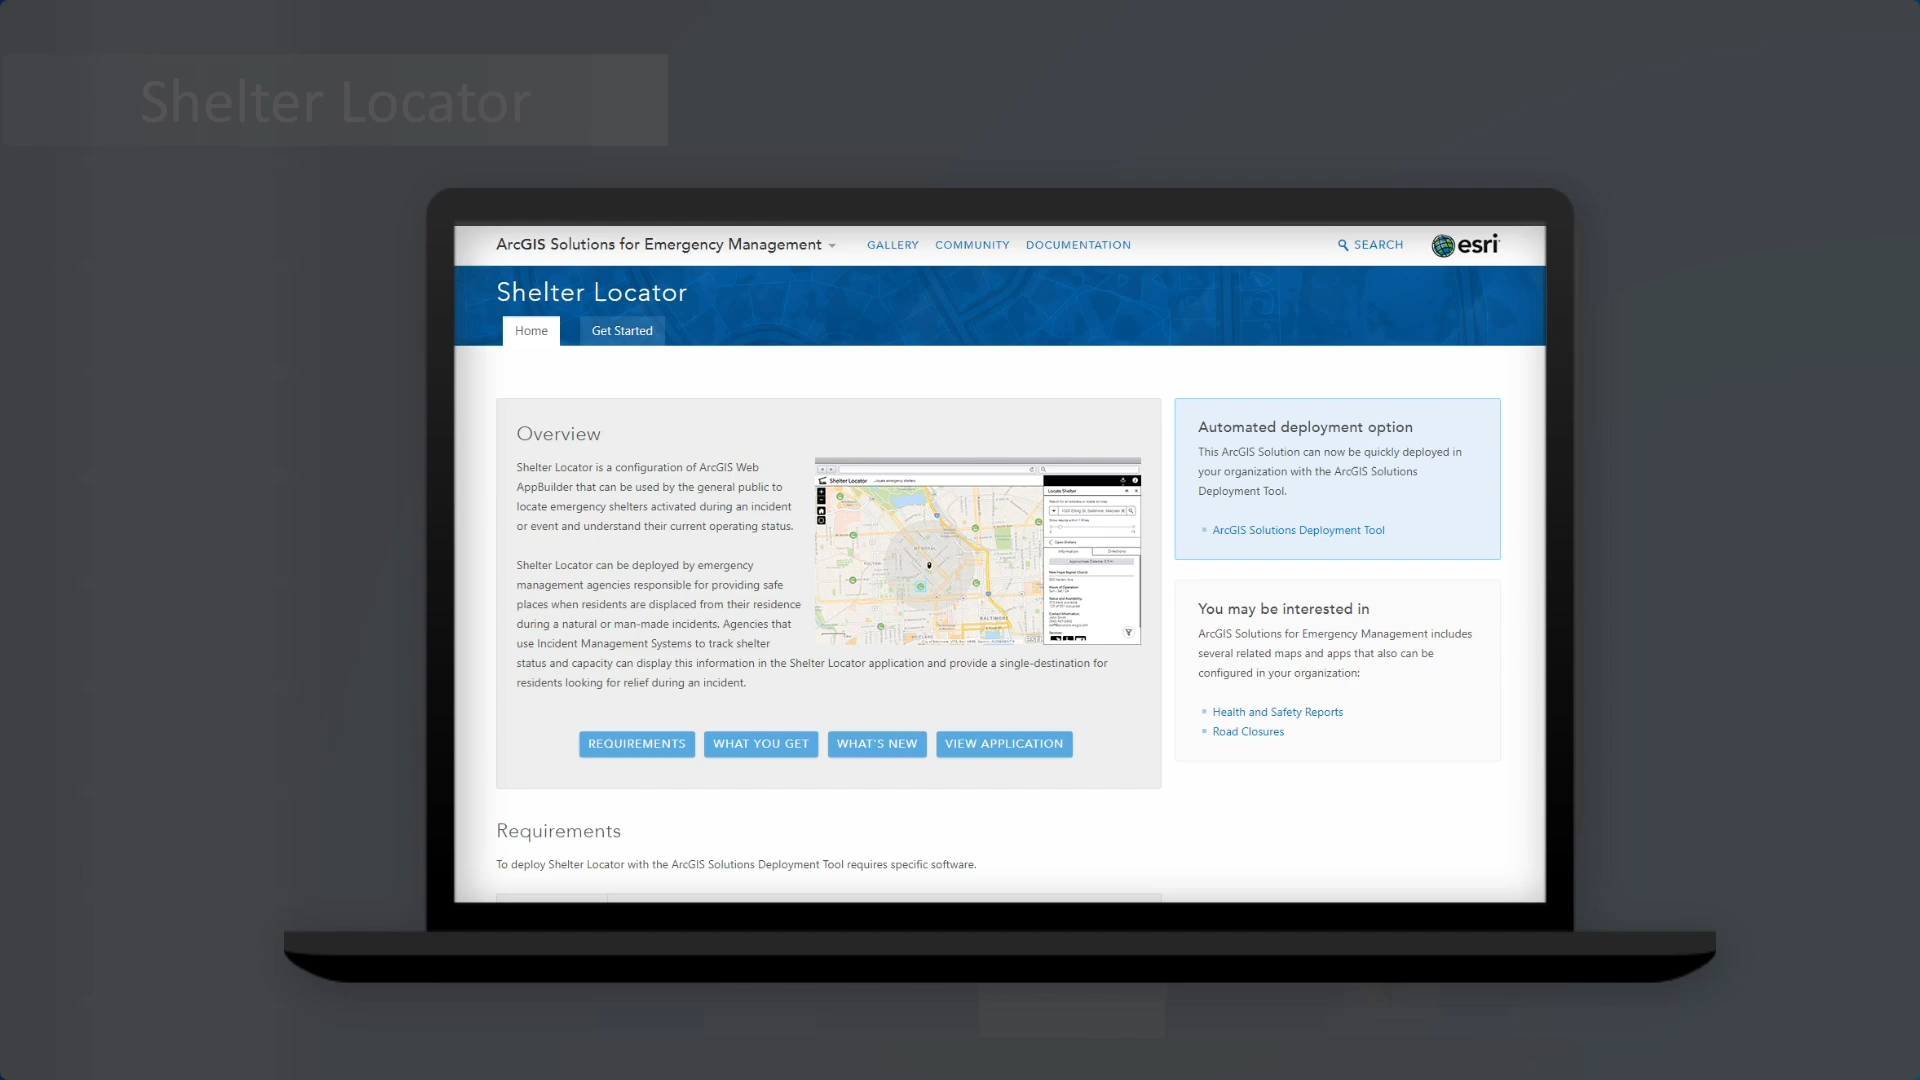 Shelter Locator
ArcGIS Solutions for Emergency Management
GALLERY COMMUNITY DOCUMENTATION
SEARCH
esri
Shelter Locator
Home Get Started
Overview
Shelter Locator is a configuration of ArcGIS Web
AppBuilder that can be used by the general public to
locate emergency shelters activated during an incident
or event and understand their current operating status.
Shelter Locator can be deployed by emergency
management agencies responsible for providing safe
places when residents are displaced from their residence
during a natural or man-made incidents. Agencies that
use Incident Management Systems to track shelter
status and capacity can display this information in the Shelter Locator application and provide a single-destination for
residents looking for relief during an incident.
Shelter Locator
Locate Shelter
Open Shelters
Information Directions
BALTIMORE
REQUIREMENTS WHAT YOU GET WHAT'S NEW VIEW APPLICATION
Automated deployment option
This ArcGIS Solution can now be quickly deployed in
your organization with the ArcGIS Solutions
Deployment Tool.
ArcGIS Solutions Deployment Tool
You may be interested in
ArcGIS Solutions for Emergency Management includes
several related maps and apps that also can be
configured in your organization:
Health and Safety Reports
Road Closures
Requirements
To deploy Shelter Locator with the ArcGIS Solutions Deployment Tool requires specific software.